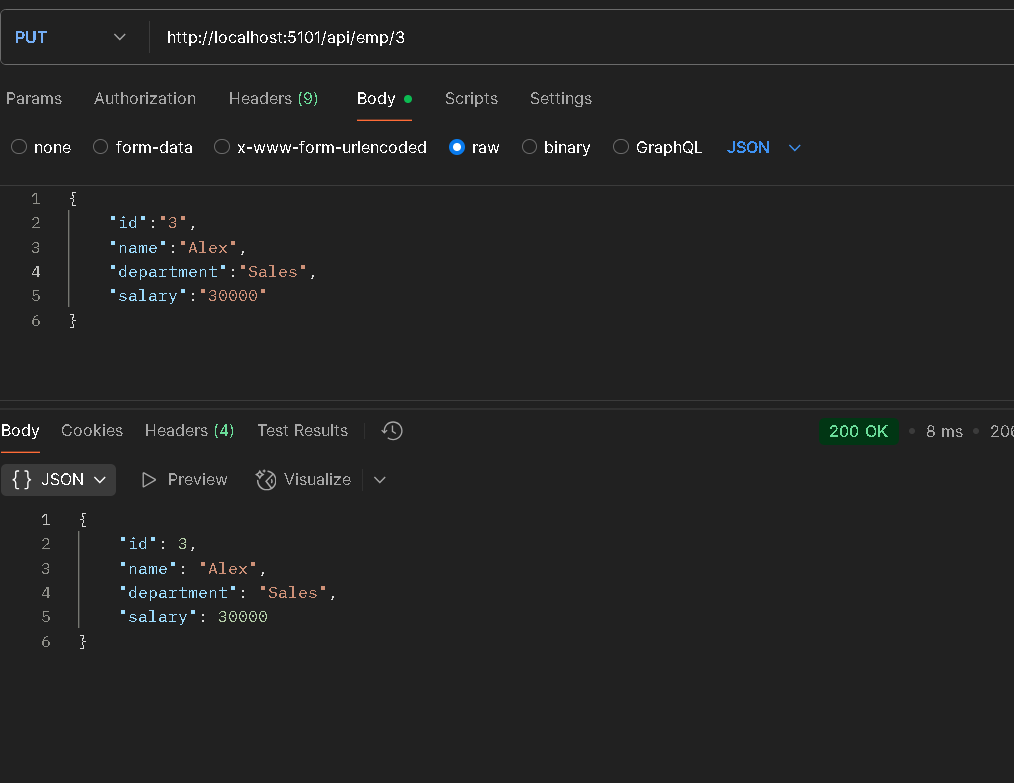 PUT http://localhost:5101/api/emp/3
Params Authorization Headers (9) Body Scripts Settings
none form-data x-www-form-urlencoded raw binary GraphQL JSON
1 {
2 "id":"3",
3 "name":"Alex",
4 "department":"Sales",
5 "salary":"30000"
6 }
Body Cookies Headers (4) Test Results 200 OK 8 ms
{} JSON Preview Visualize
1 {
2 "id": 3,
3 "name": "Alex",
4 "department": "Sales",
5 "salary": 30000
6 }